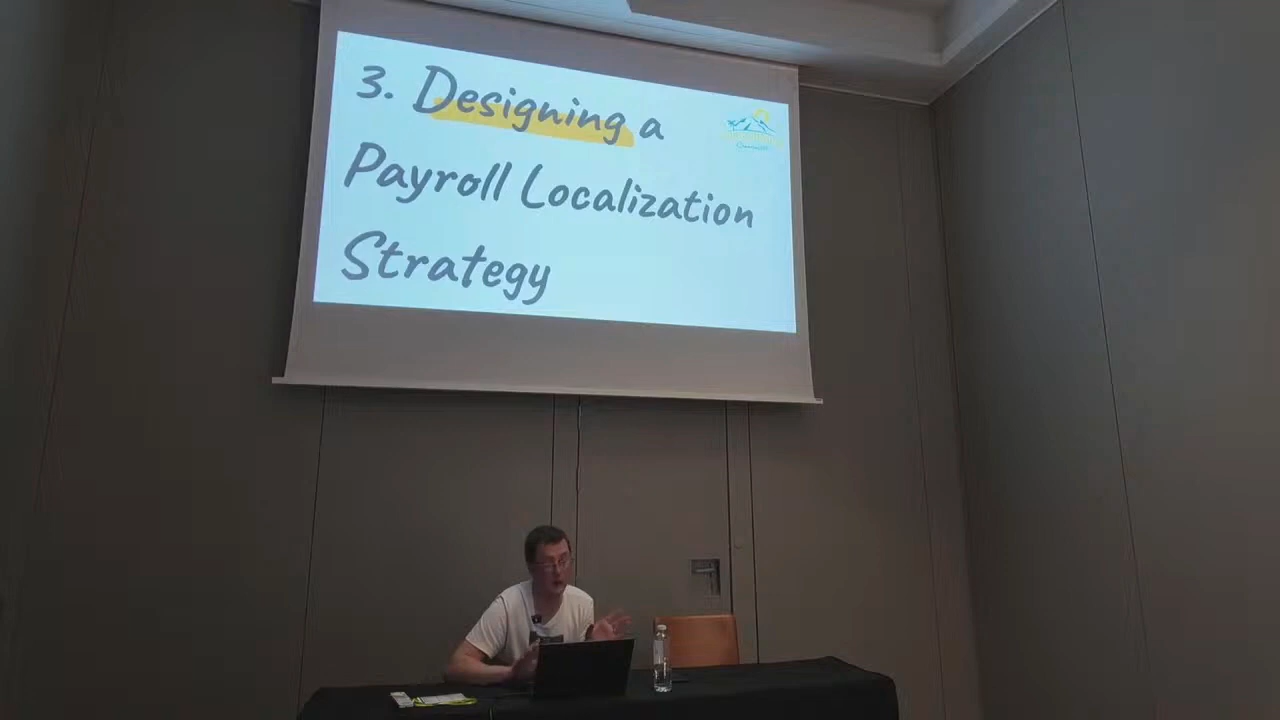 3. Designing a
Payroll Localization
Strategy